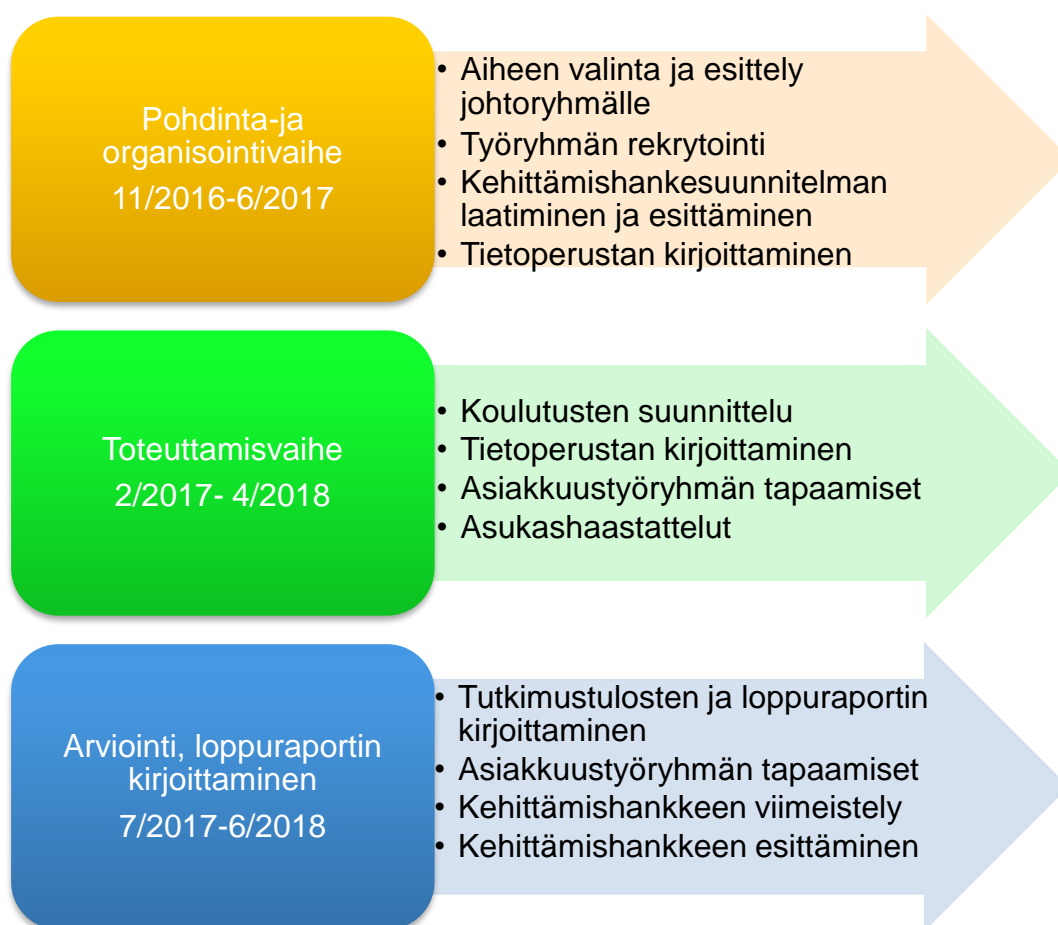 Pohdinta-ja
organisointivaihe
11/2016-6/2017
• Aiheen valinta ja esittely
johtoryhmälle
• Työryhmän rekrytointi
• Kehittämishankesuunnitelman
laatiminen ja esittäminen
• Tietoperustan kirjoittaminen
Toteuttamisvaihe
2/2017- 4/2018
• Koulutusten suunnittelu
• Tietoperustan kirjoittaminen
• Asiakkuustyöryhmän tapaamiset
• Asukashaastattelut
Arviointi, loppuraportin
kirjoittaminen
7/2017-6/2018
• Tutkimustulosten ja loppuraportin
kirjoittaminen
• Asiakkuustyöryhmän tapaamiset
• Kehittämishankkeen viimeistely
• Kehittämishankkeen esittäminen